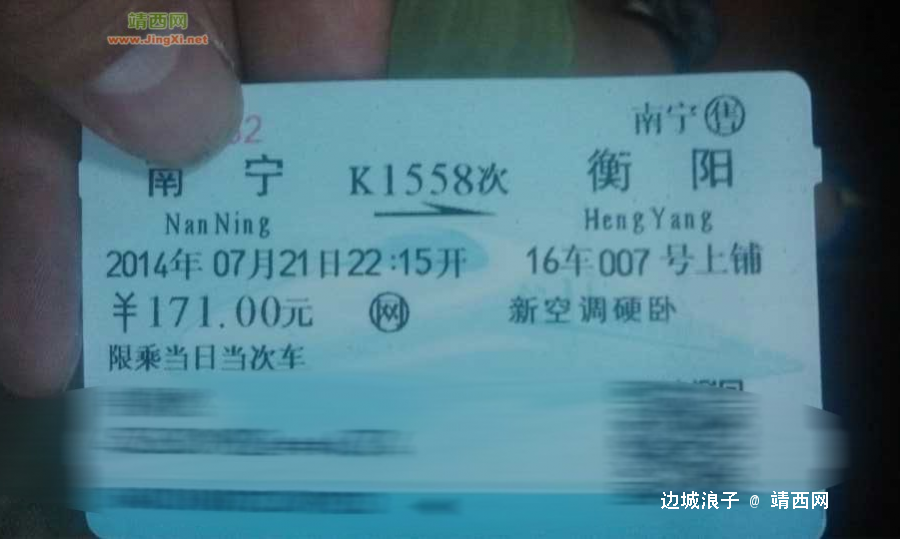 靖西网
www.JingXi.net
南宁售
南宁 K1558次 衡阳
NanNing HengYang
2014年07月21日22:15开 16车007号上铺
￥171.00元 网 新空调硬卧
限乘当日当次车
边城浪子 @ 靖西网